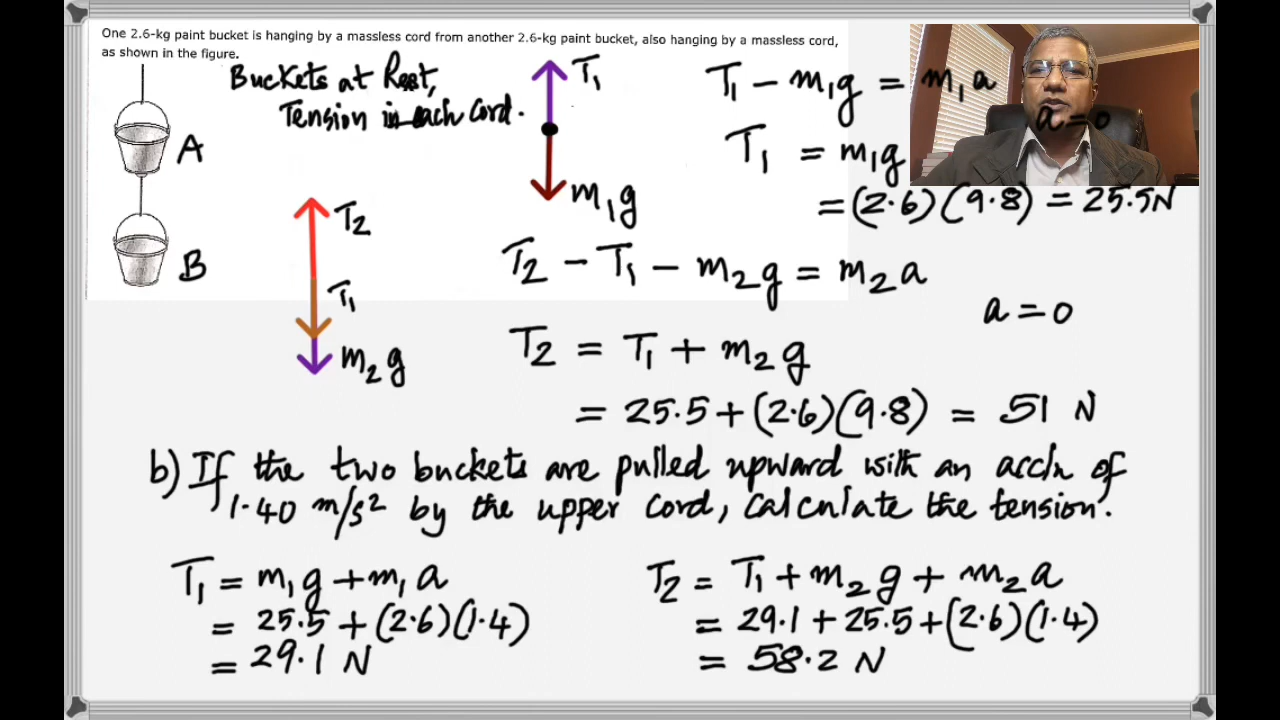 One 2.6-kg paint bucket is hanging by a massless cord from another 2.6-kg paint bucket, also hanging by a massless cord,
as shown in the figure.
Buckets at Rest,
Tension in each Cord.
A
B
T₁
m₁g
T₂
T₁
m₂g
T₁ - m₁g = m₁a
a = 0
T₁ = m₁g
= (2.6)(9.8) = 25.5N
T₂ - T₁ - m₂g = m₂a
a = 0
T₂ = T₁ + m₂g
= 25.5 + (2.6)(9.8) = 51 N
b) If the two buckets are pulled upward with an accln of
1.40 m/s² by the upper cord, calculate the tension.
T₁ = m₁g + m₁a
= 25.5 + (2.6)(1.4)
= 29.1 N
T₂ = T₁ + m₂g + m₂a
= 29.1 + 25.5 + (2.6)(1.4)
= 58.2 N